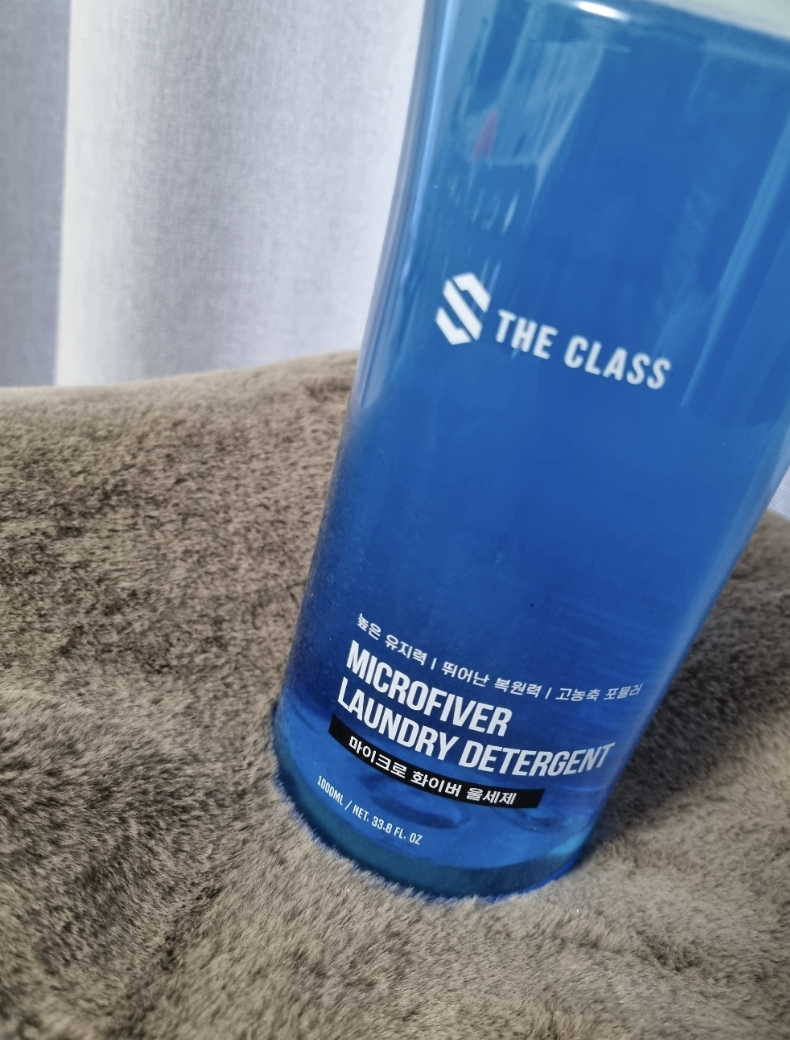 THE CLASS
높은 유지력 | 뛰어난 복원력 | 고농축 포뮬러
MICROFIVER
LAUNDRY DETERGENT
마이크로 화이버 울세제
1000ML / NET. 33.8 FL. OZ